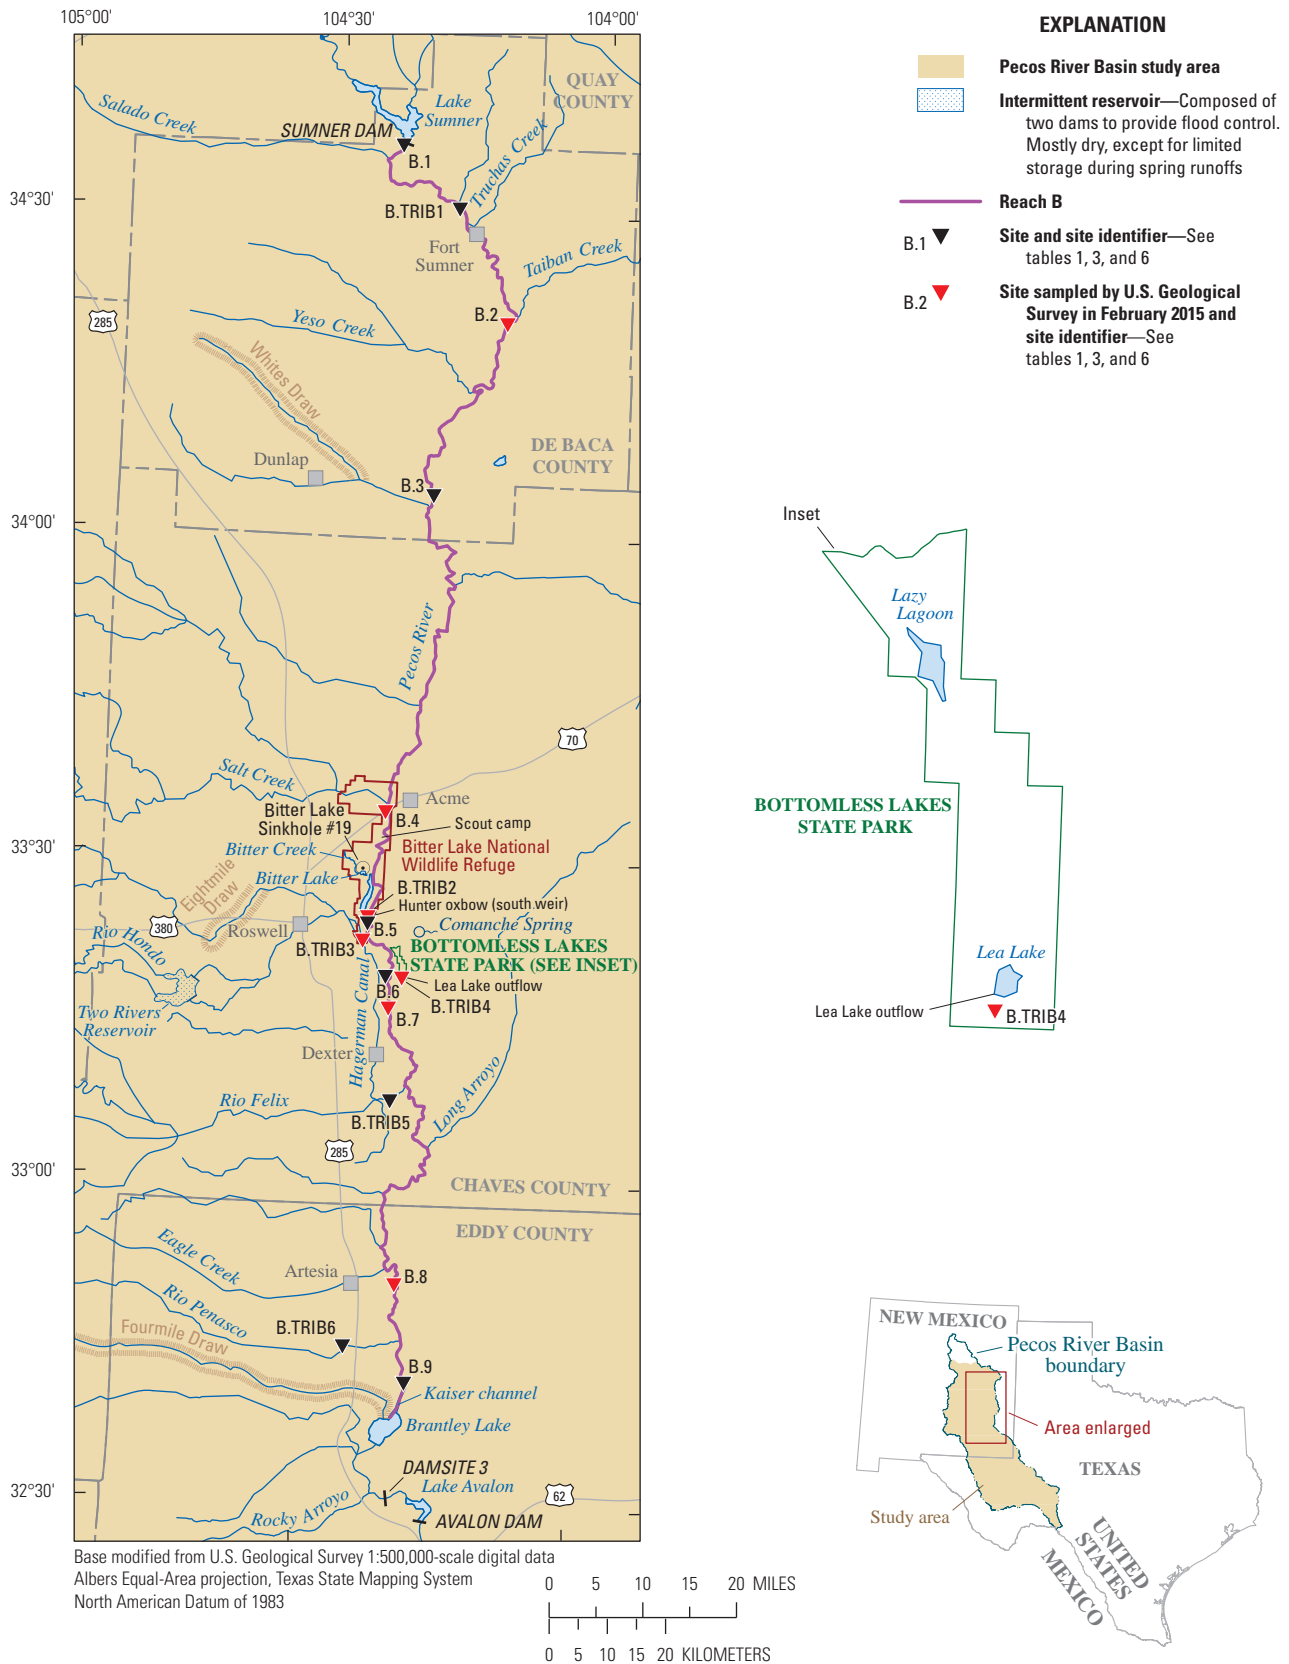 105°00'
104°30'
104°00'
34°30'
34°00'
33°30'
33°00'
32°30'
QUAY
COUNTY
Lake
Sumner
Salado Creek
SUMNER DAM
B.1
Truchas Creek
B.TRIB1
Fort
Sumner
Taiban Creek
B.2
285
Yeso Creek
Whites Draw
DE BACA
COUNTY
Dunlap
B.3
Pecos River
70
Salt Creek
Acme
Bitter Lake
Sinkhole #19
B.4
Scout camp
Bitter Creek
Bitter Lake National
Wildlife Refuge
Bitter Lake
Eightmile
Draw
B.TRIB2
Hunter oxbow (south weir)
380
Roswell
B.5
Comanche Spring
Rio Hondo
B.TRIB3
BOTTOMLESS LAKES
STATE PARK (SEE INSET)
Lea Lake outflow
B.6
B.TRIB4
Two Rivers
Reservoir
B.7
Hagerman Canal
Dexter
Long Arroyo
Rio Felix
B.TRIB5
285
CHAVES COUNTY
EDDY COUNTY
Eagle Creek
Artesia
B.8
Rio Penasco
Fourmile Draw
B.TRIB6
B.9
Kaiser channel
Brantley Lake
DAMSITE 3
Lake Avalon
62
Rocky Arroyo
AVALON DAM
Base modified from U.S. Geological Survey 1:500,000-scale digital data
Albers Equal-Area projection, Texas State Mapping System
North American Datum of 1983
0 5 10 15 20 MILES
0 5 10 15 20 KILOMETERS
EXPLANATION
Pecos River Basin study area
Intermittent reservoir—Composed of
two dams to provide flood control.
Mostly dry, except for limited
storage during spring runoffs
Reach B
B.1
Site and site identifier—See
tables 1, 3, and 6
B.2
Site sampled by U.S. Geological
Survey in February 2015 and
site identifier—See
tables 1, 3, and 6
Inset
Lazy
Lagoon
BOTTOMLESS LAKES
STATE PARK
Lea Lake
Lea Lake outflow
B.TRIB4
NEW MEXICO
Pecos River Basin
boundary
Area enlarged
TEXAS
Study area
UNITED
STATES
MEXICO